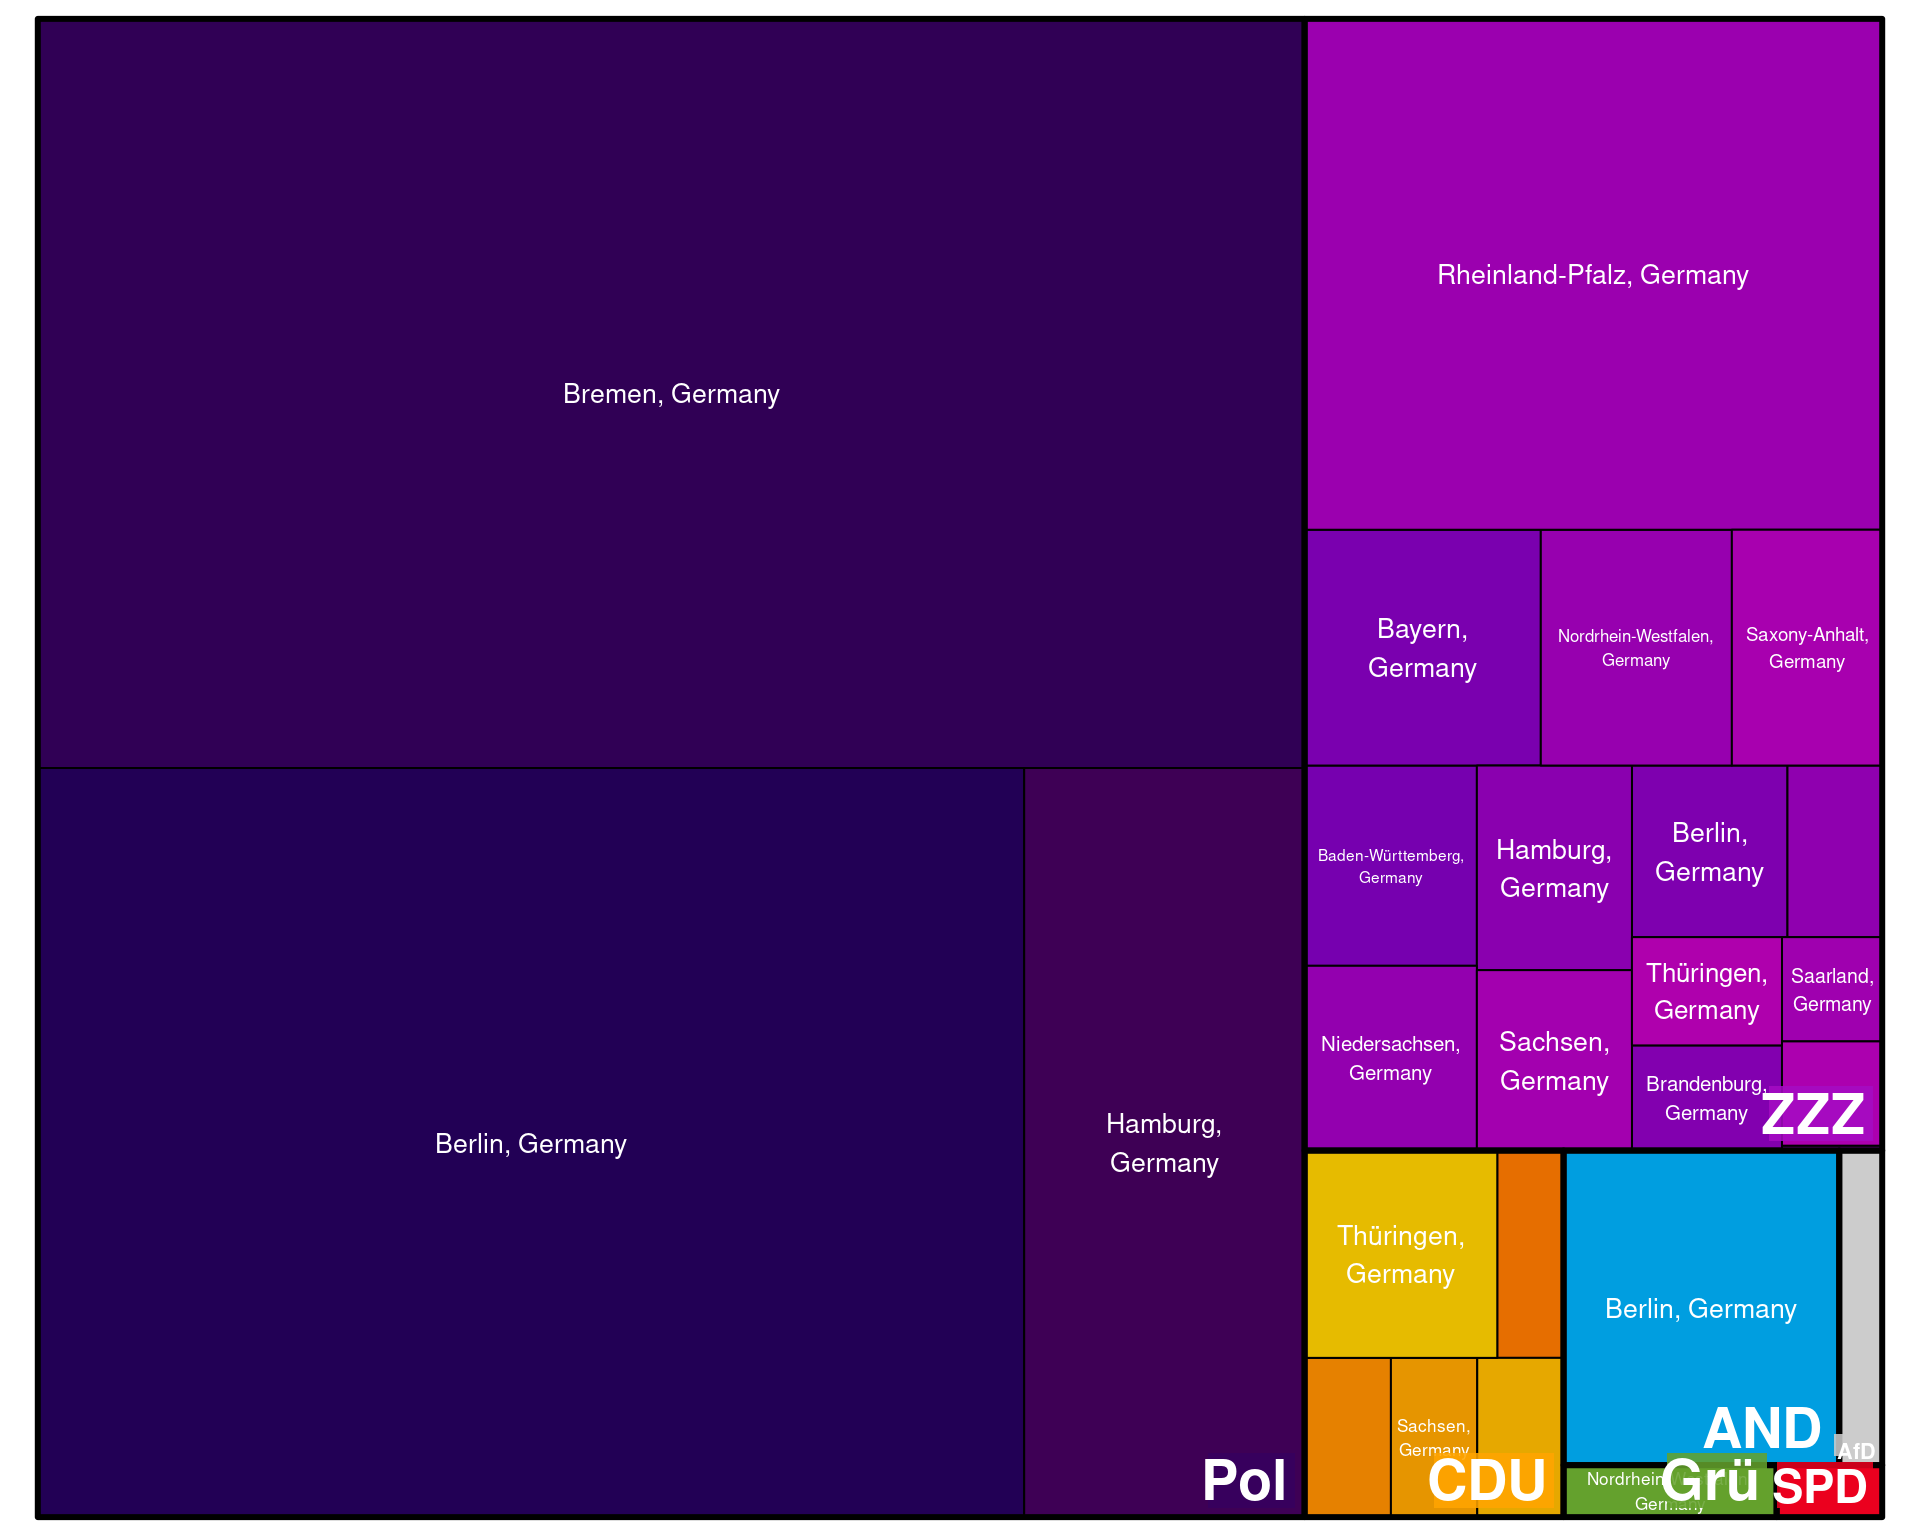 Bremen, Germany
Berlin, Germany
Hamburg,
Germany
Pol
Rheinland-Pfalz, Germany
Bayern,
Germany
Nordrhein-Westfalen,
Germany
Saxony-Anhalt,
Germany
Baden-Württemberg,
Germany
Hamburg,
Germany
Berlin,
Germany
Niedersachsen,
Germany
Sachsen,
Germany
Thüringen,
Germany
Saarland,
Germany
Brandenburg,
Germany
ZZZ
Thüringen,
Germany
Sachsen,
Germany
CDU
Berlin, Germany
AND
AfD
Germany
Grü
SPD